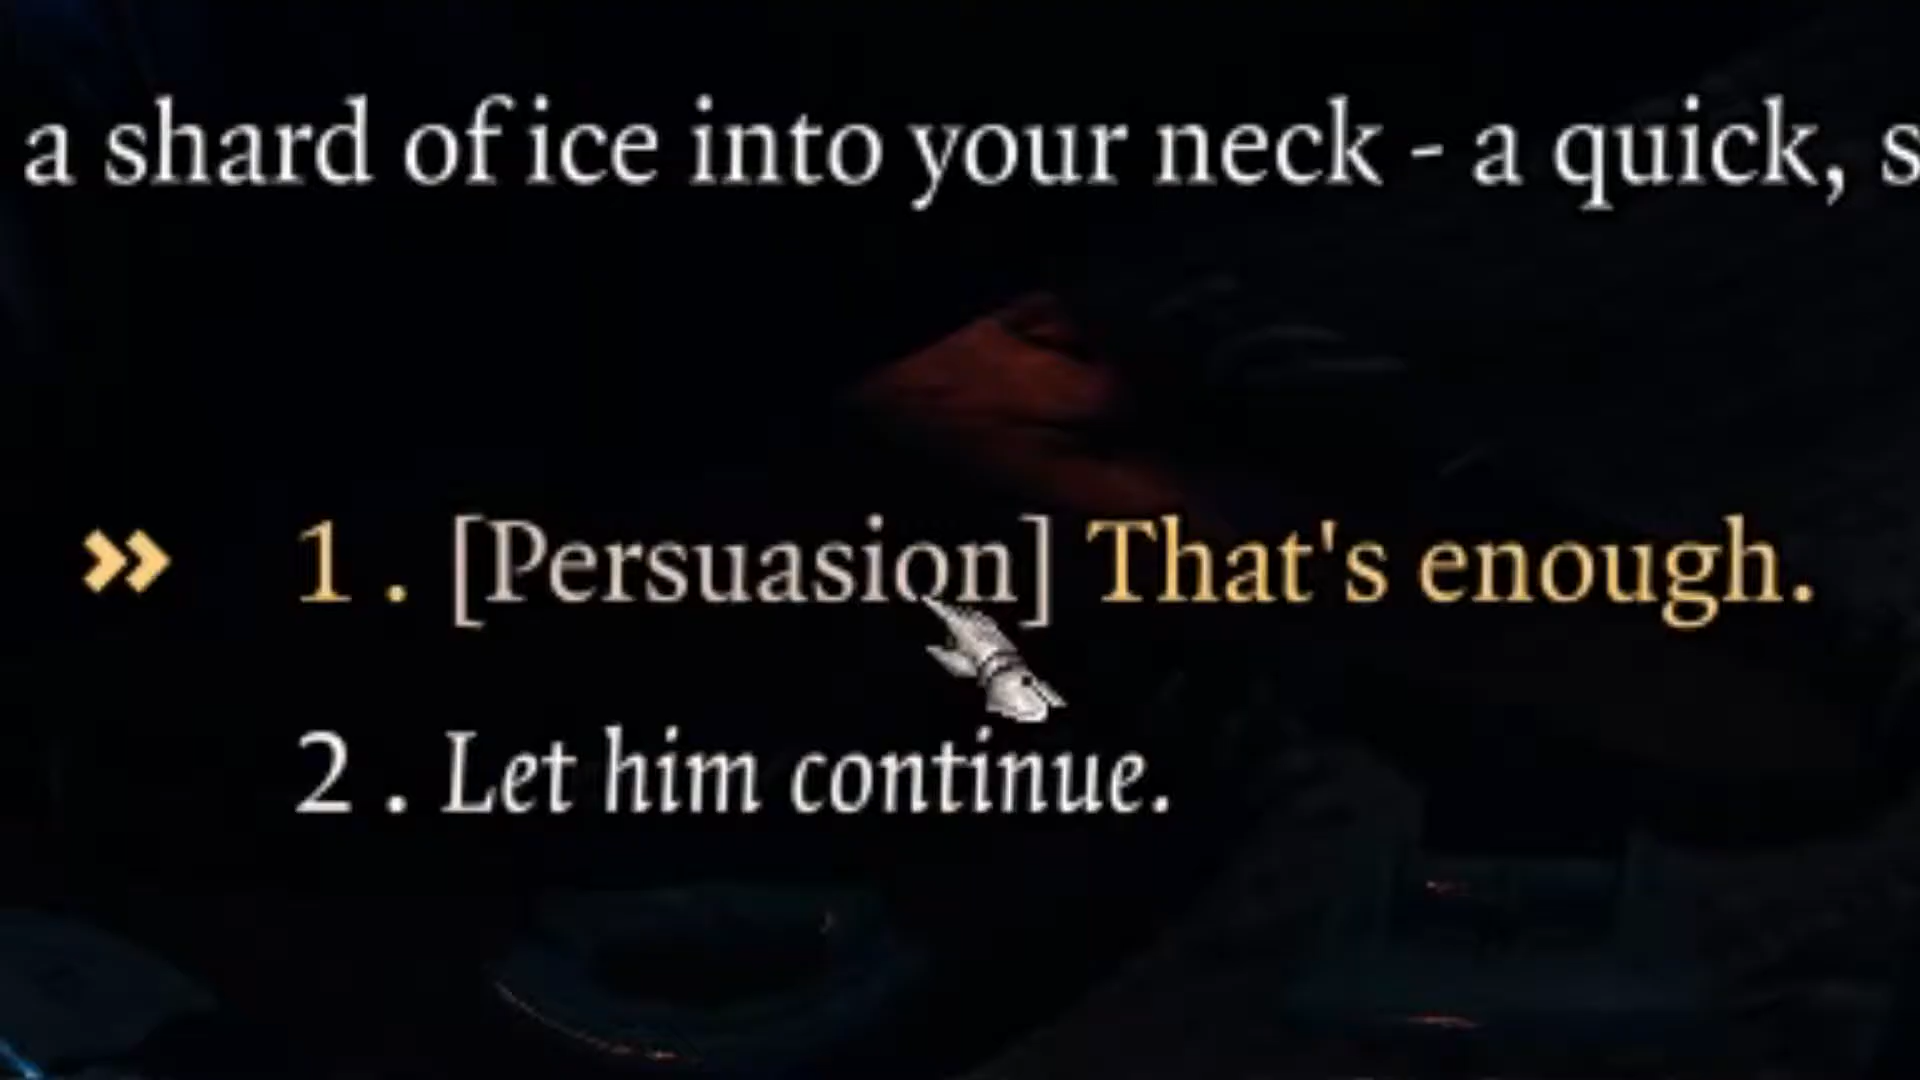 a shard of ice into your neck - a quick, s
1 . [Persuasion] That's enough.
2 . Let him continue.